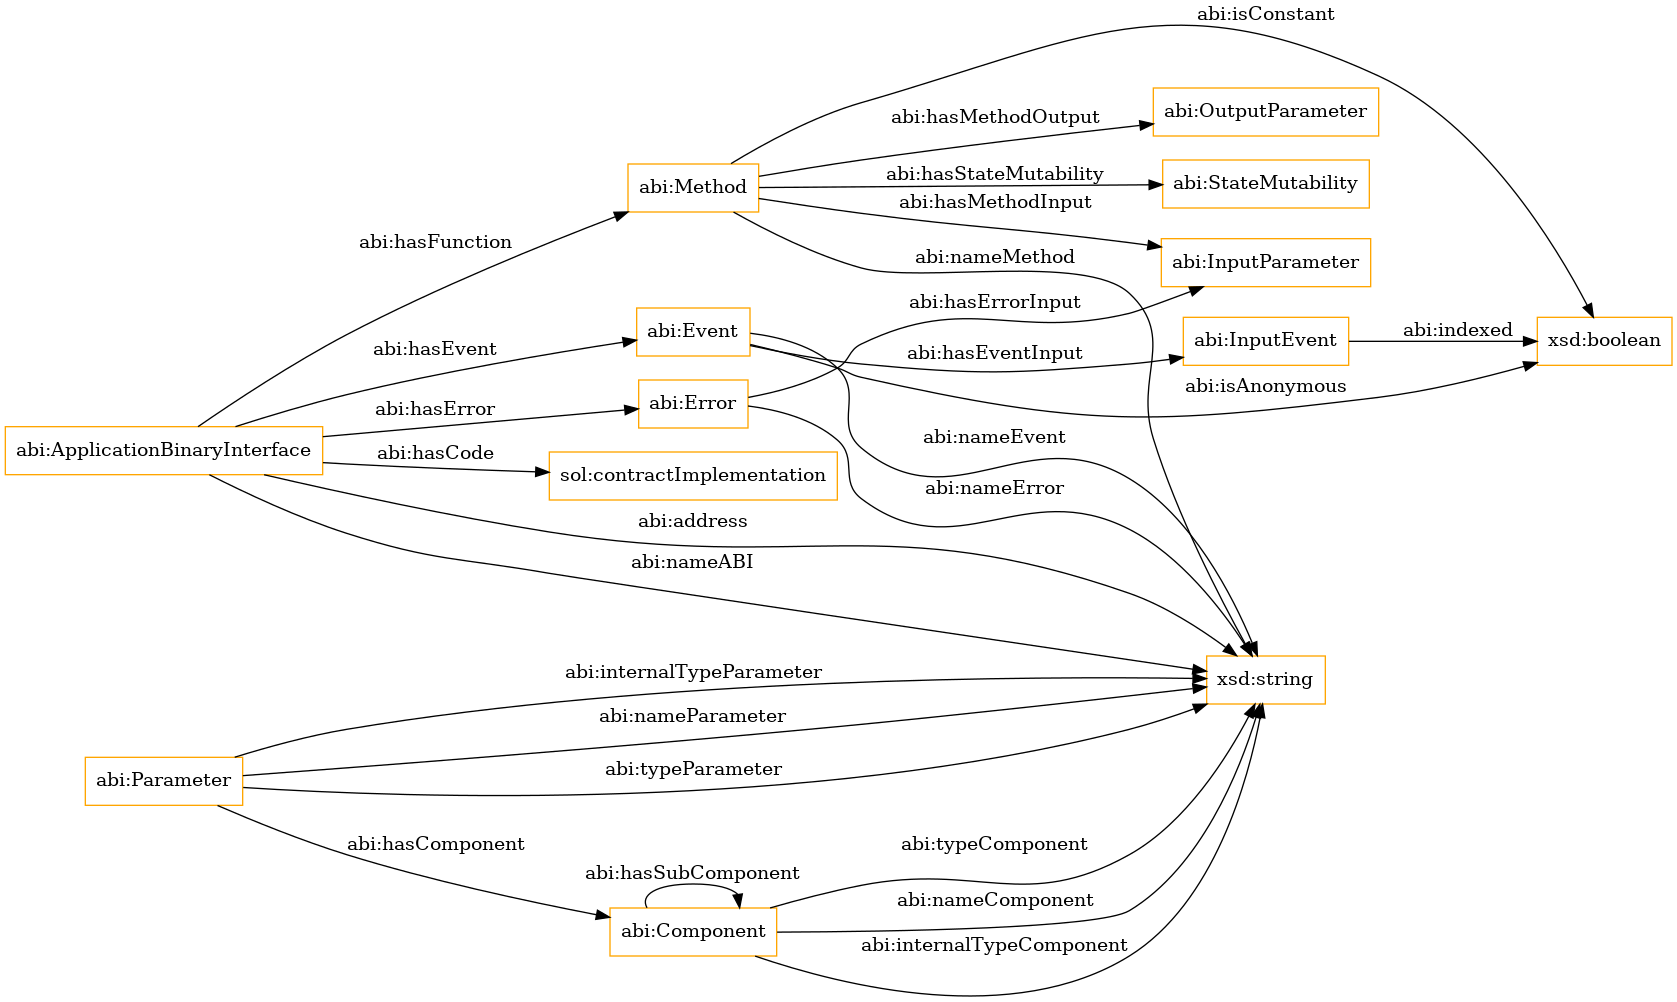 abi:isConstant
abi:hasMethodOutput
abi:OutputParameter
abi:Method
abi:hasStateMutability
abi:StateMutability
abi:hasMethodInput
abi:hasFunction
abi:nameMethod
abi:InputParameter
abi:hasErrorInput
abi:Event
abi:hasEvent
abi:hasEventInput
abi:InputEvent
abi:indexed
xsd:boolean
abi:isAnonymous
abi:Error
abi:hasError
abi:nameEvent
abi:ApplicationBinaryInterface
abi:hasCode
sol:contractImplementation
abi:nameError
abi:address
abi:nameABI
abi:internalTypeParameter
xsd:string
abi:nameParameter
abi:Parameter
abi:typeParameter
abi:hasComponent
abi:typeComponent
abi:hasSubComponent
abi:nameComponent
abi:Component
abi:internalTypeComponent